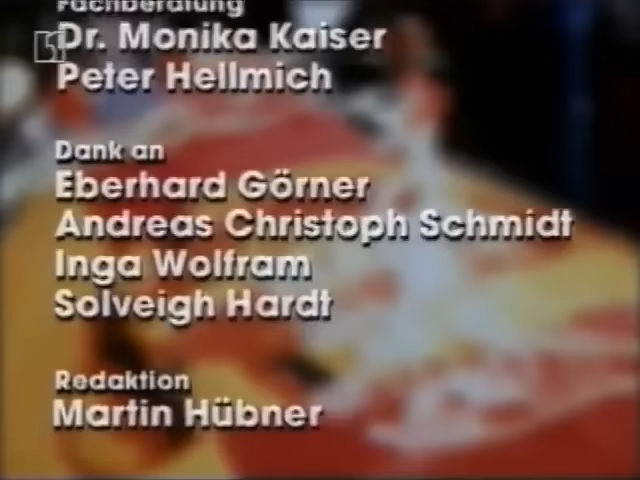 Fachberatung
Dr. Monika Kaiser
Peter Hellmich
Dank an
Eberhard Görner
Andreas Christoph Schmidt
Inga Wolfram
Solveigh Hardt
Redaktion
Martin Hübner